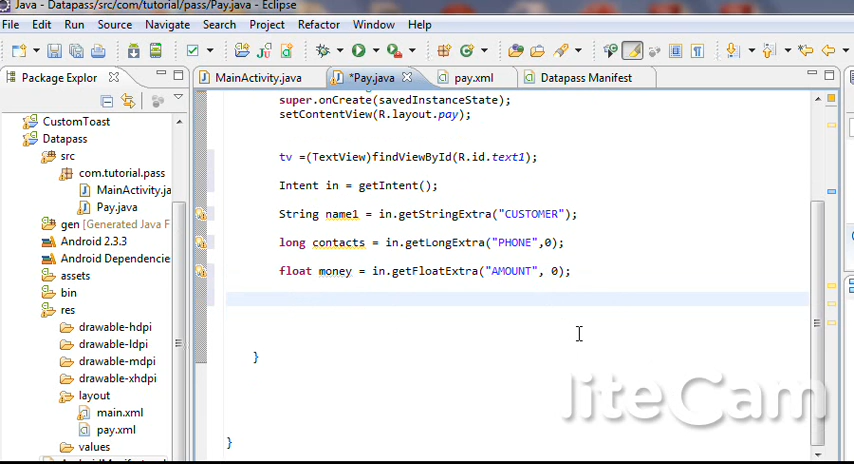 Java - Datapass/src/com/tutorial/pass/Pay.java - Eclipse
File Edit Run Source Navigate Search Project Refactor Window Help
Package Explor
MainActivity.java
*Pay.java
pay.xml
Datapass Manifest
CustomToast
Datapass
src
com.tutorial.pass
MainActivity.ja
Pay.java
gen [Generated Java F
Android 2.3.3
Android Dependencie
assets
bin
res
drawable-hdpi
drawable-ldpi
drawable-mdpi
drawable-xhdpi
layout
main.xml
pay.xml
values
super.onCreate(savedInstanceState);
setContentView(R.layout.pay);
tv =(TextView)findViewById(R.id.text1);
Intent in = getIntent();
String name1 = in.getStringExtra("CUSTOMER");
long contacts = in.getLongExtra("PHONE",0);
float money = in.getFloatExtra("AMOUNT", 0);
}
}
liteCam